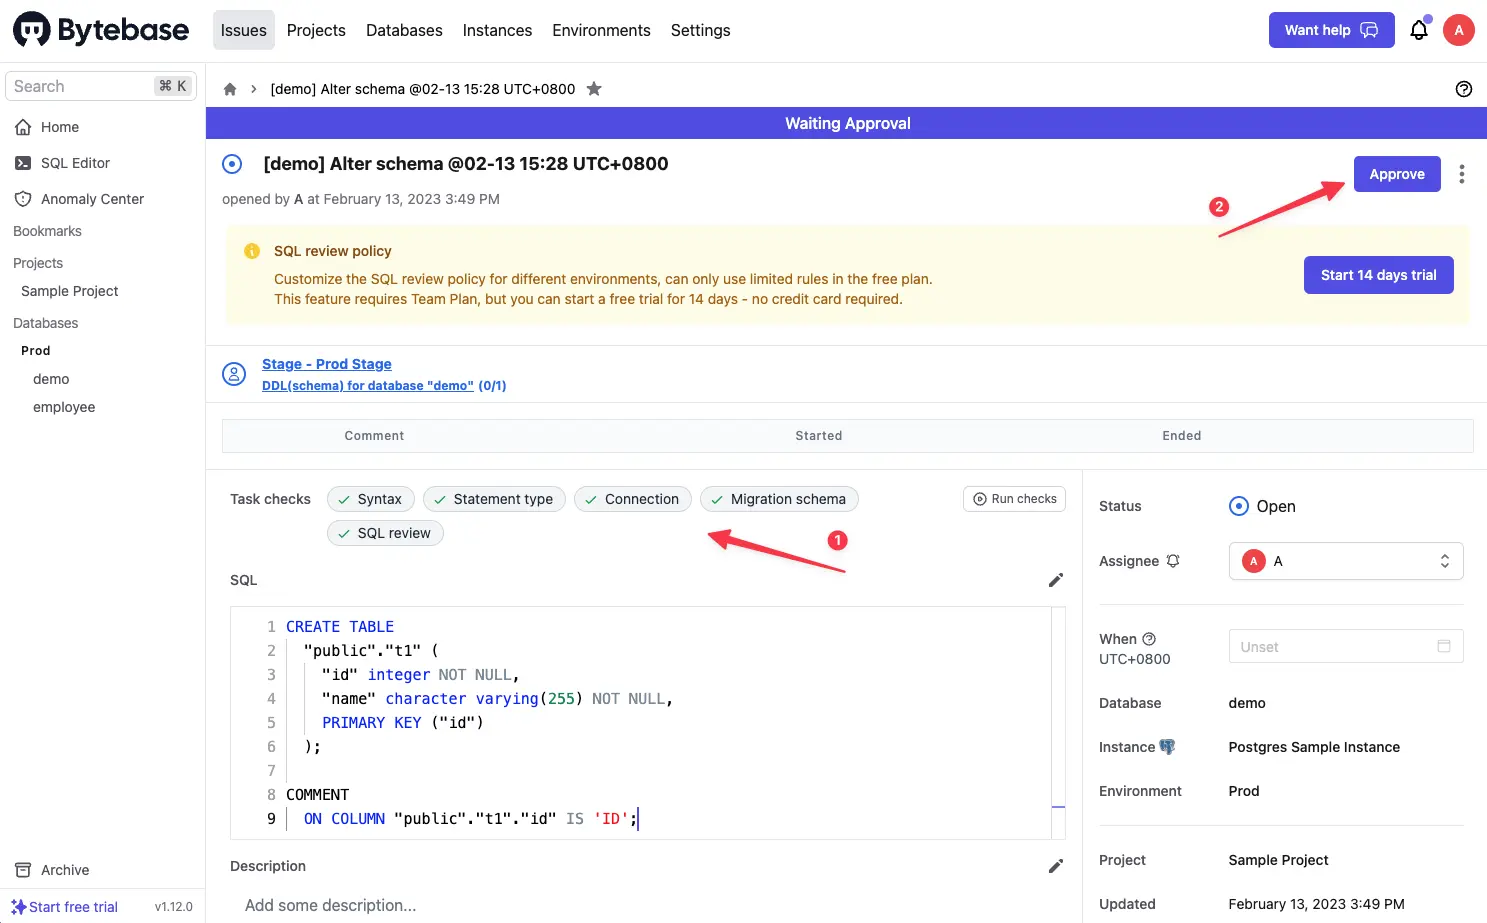 Bytebase
Issues
Projects
Databases
Instances
Environments
Settings
Want help
A
Search
⌘ K
[demo] Alter schema @02-13 15:28 UTC+0800
Home
SQL Editor
Anomaly Center
Bookmarks
Projects
Sample Project
Databases
Prod
demo
employee
Archive
Start free trial
v1.12.0
Waiting Approval
[demo] Alter schema @02-13 15:28 UTC+0800
opened by A at February 13, 2023 3:49 PM
Approve
2
SQL review policy
Customize the SQL review policy for different environments, can only use limited rules in the free plan.
This feature requires Team Plan, but you can start a free trial for 14 days - no credit card required.
Start 14 days trial
Stage - Prod Stage
DDL(schema) for database "demo" (0/1)
Comment
Started
Ended
Task checks
Syntax
Statement type
Connection
Migration schema
SQL review
Run checks
1
SQL
1 CREATE TABLE
2 "public"."t1" (
3 "id" integer NOT NULL,
4 "name" character varying(255) NOT NULL,
5 PRIMARY KEY ("id")
6 );
7
8 COMMENT
9 ON COLUMN "public"."t1"."id" IS 'ID';
Description
Add some description...
Status
Open
Assignee
A
A
When
UTC+0800
Unset
Database
demo
Instance
Postgres Sample Instance
Environment
Prod
Project
Sample Project
Updated
February 13, 2023 3:49 PM